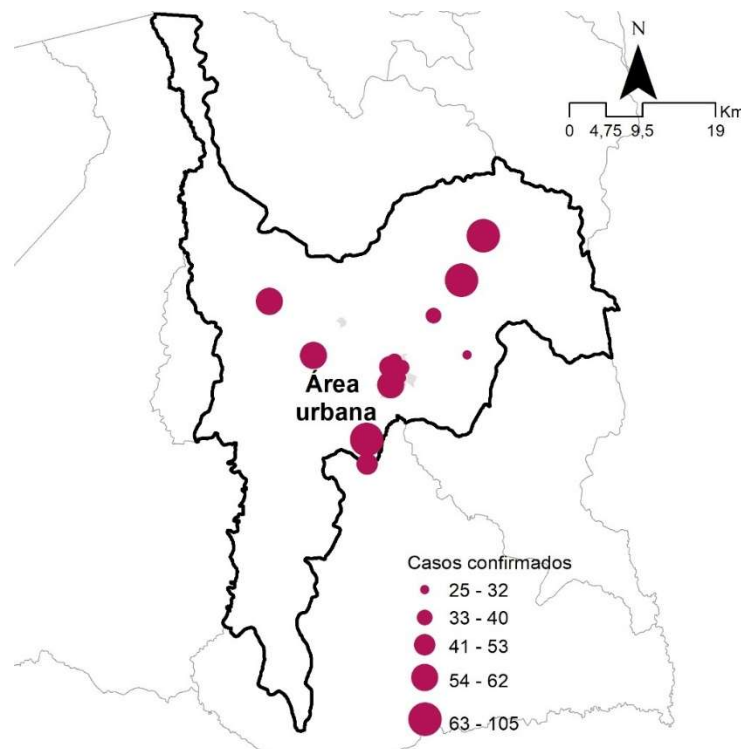 N
Km
0 4,75 9,5 19
Área
urbana
Casos confirmados
25 - 32
33 - 40
41 - 53
54 - 62
63 - 105